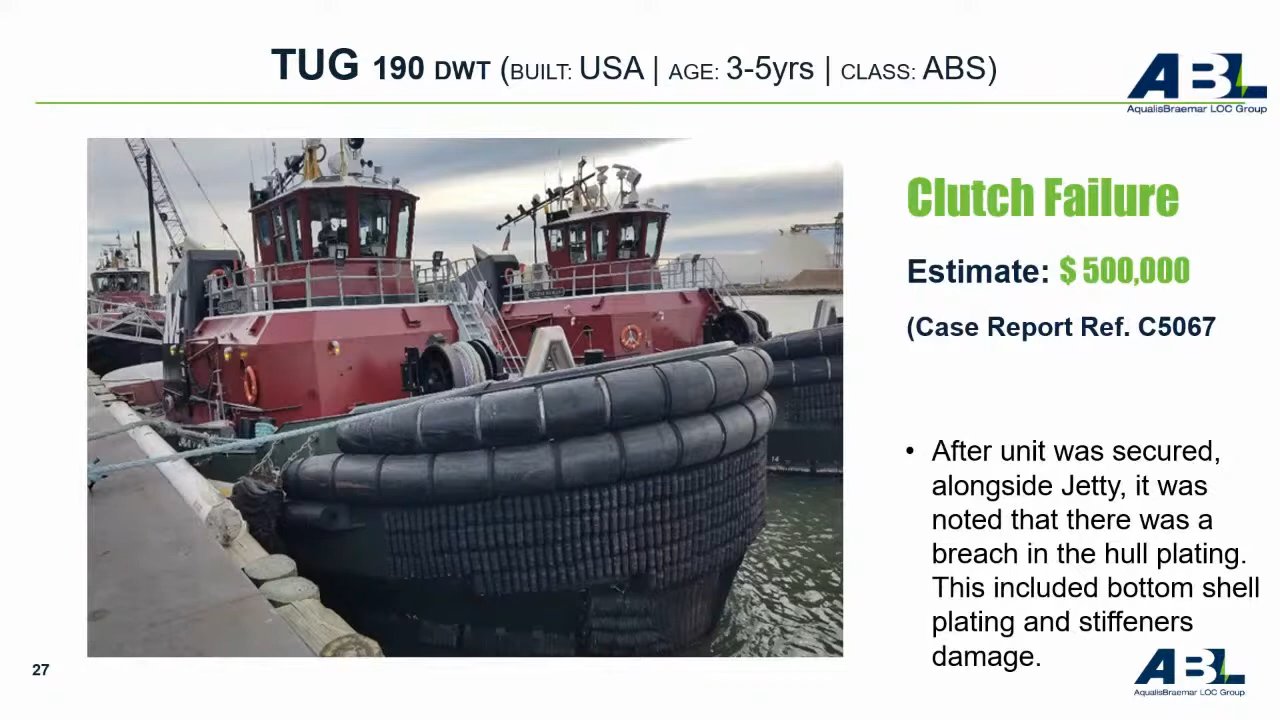 TUG 190 DWT (BUILT: USA | AGE: 3-5yrs | CLASS: ABS)
ABL
AqualisBraemar LOC Group
Clutch Failure
Estimate: $ 500,000
(Case Report Ref. C5067
• After unit was secured,
alongside Jetty, it was
noted that there was a
breach in the hull plating.
This included bottom shell
plating and stiffeners
damage.
27
ABL
AqualisBraemar LOC Group